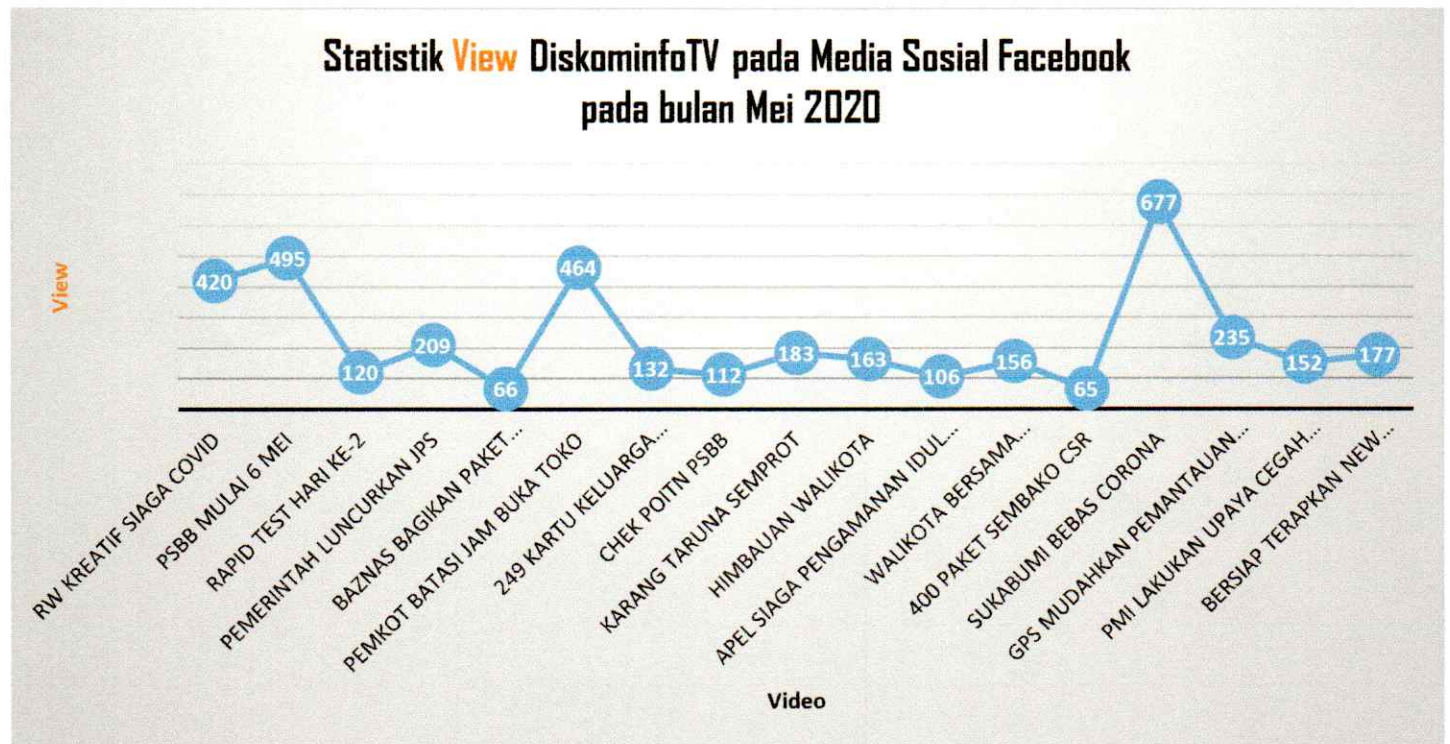 Statistik View DiskominfoTV pada Media Sosial Facebook
pada bulan Mei 2020
View
420
495
120
209
66
464
132
112
183
163
106
156
65
677
235
152
177
RW KREATIF SIAGA COVID
PSBB MULAI 6 MEI
RAPID TEST HARI KE-2
PEMERINTAH LUNCURKAN JPS
BAZNAS BAGIKAN PAKET...
PEMKOT BATASI JAM BUKA TOKO
249 KARTU KELUARGA...
CHEK POITN PSBB
KARANG TARUNA SEMPROT
HIMBAUAN WALIKOTA
APEL SIAGA PENGAMANAN IDUL...
WALIKOTA BERSAMA...
400 PAKET SEMBAKO CSR
SUKABUMI BEBAS CORONA
GPS MUDAHKAN PEMANTAUAN...
PMI LAKUKAN UPAYA CEGAH...
BERSIAP TERAPKAN NEW...
Video